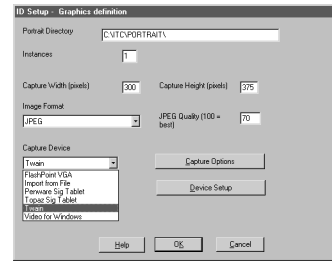 ID Setup - Graphics definition
Portrait Directory C:\ITC\PORTRAIT\
Instances 1
Capture Width (pixels) 300 Capture Height (pixels) 375
Image Format
JPEG JPEG Quality (100 = best) 70
Capture Device
Twain Capture Options
FlashPoint VGA
Import from File
Penware Sig Tablet Device Setup
Topaz Sig Tablet
Twain
Video for Windows
Help OK Cancel